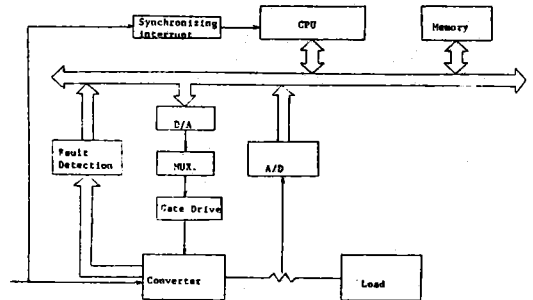 Synchronizing
interrupt
CPU
Memory
D/A
Fault
Detection
MUX.
A/D
Gate Drive
Converter
Load